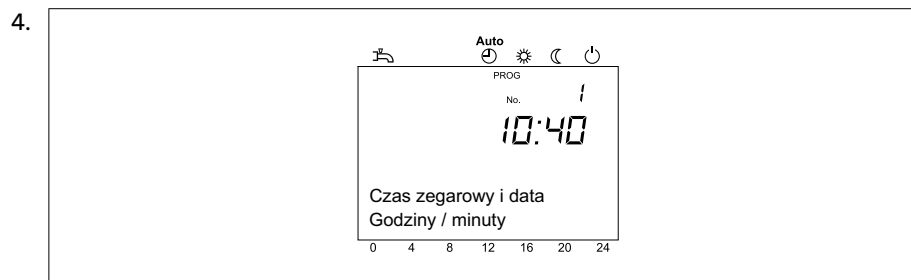 4.
Auto
PROG
No. 1
10:40
Czas zegarowy i data
Godziny / minuty
0 4 8 12 16 20 24